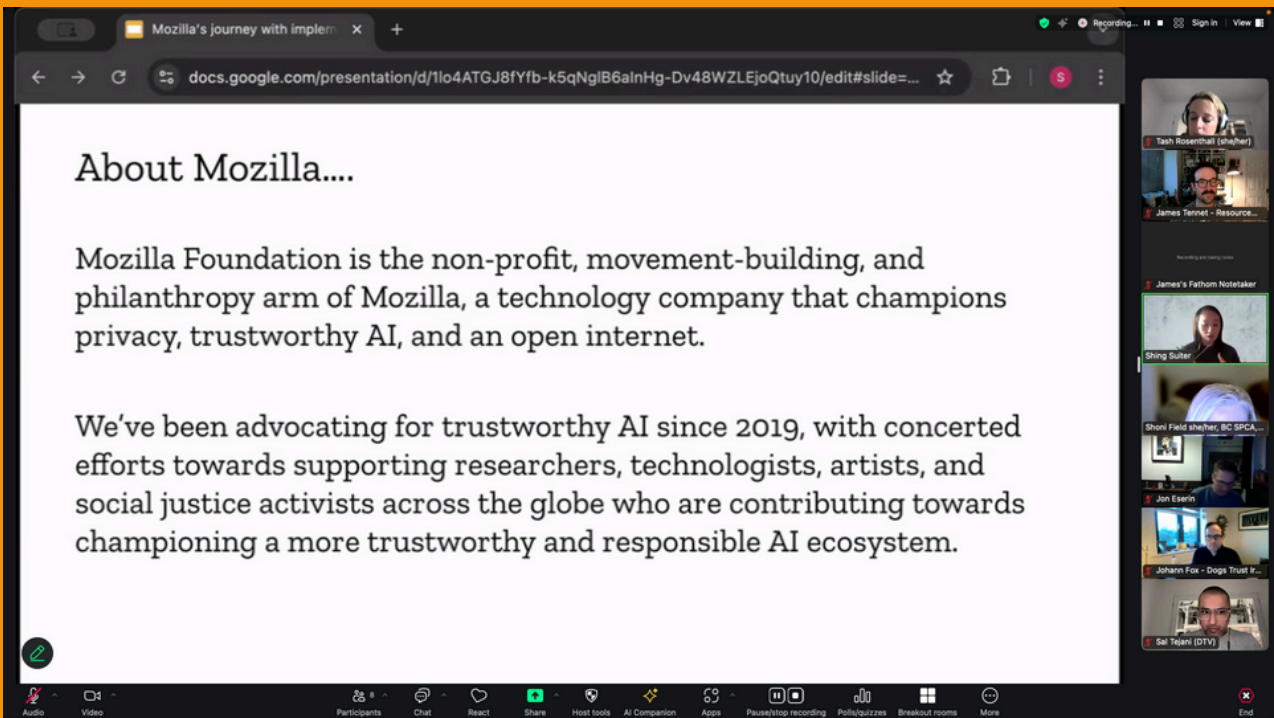 Mozilla's journey with implem
Recording...
Sign in
View
docs.google.com/presentation/d/1lo4ATGJ8fYfb-k5qNglB6aInHg-Dv48WZLEjoQtuy10/edit#slide=...
S
About Mozilla....
Mozilla Foundation is the non-profit, movement-building, and
philanthropy arm of Mozilla, a technology company that champions
privacy, trustworthy AI, and an open internet.
We've been advocating for trustworthy AI since 2019, with concerted
efforts towards supporting researchers, technologists, artists, and
social justice activists across the globe who are contributing towards
championing a more trustworthy and responsible AI ecosystem.
Tash Rosenthall (she/her)
James Tennet - Resource...
Recording and taking notes
James's Fathom Notetaker
Shing Suiter
Shoni Field she/her, BC SPCA,...
Jon Eserin
Johann Fox - Dogs Trust Ir...
Sal Tejani (DTV)
Audio
Video
8
Participants
Chat
React
Share
Host tools
AI Companion
Apps
Pause/stop recording
Polls/quizzes
Breakout rooms
More
End